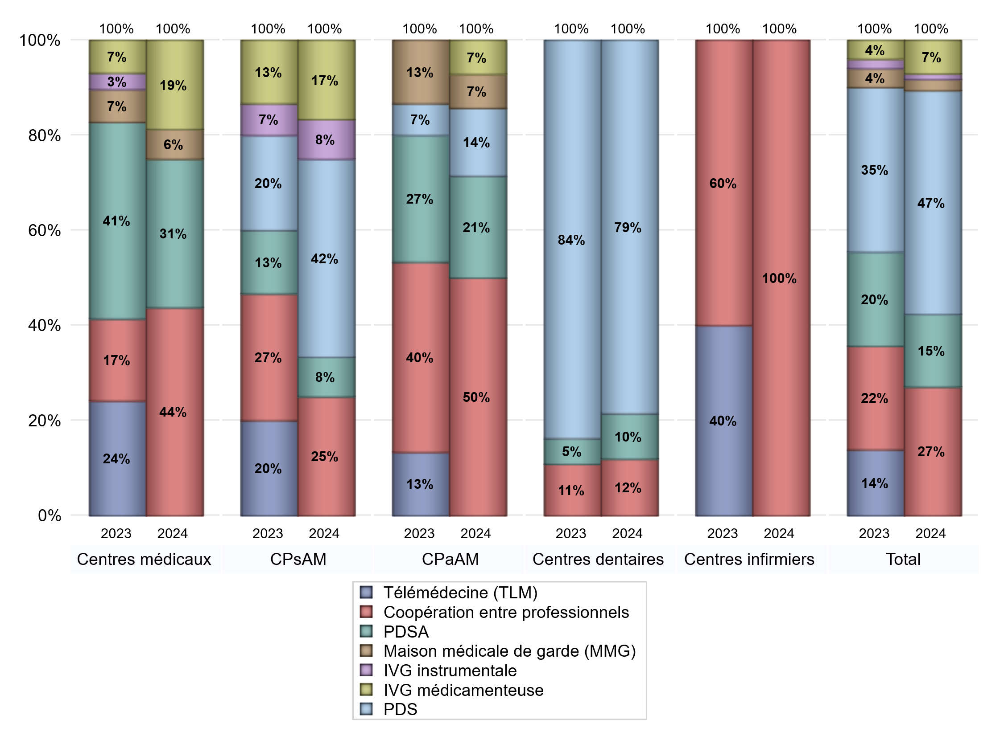 100% 100% 100% 100% 100% 100% 100% 100% 100% 100% 100% 100%
100%
80%
60%
40%
20%
0%
7% 3% 7% 41% 17% 24%
19% 6% 31% 44%
13% 7% 20% 13% 27% 20%
17% 8% 42% 8% 25%
13% 7% 27% 40% 13%
7% 7% 14% 21% 50%
84% 5% 11%
79% 10% 12%
60% 40%
100%
4% 4% 35% 20% 22% 14%
7% 47% 15% 27%
2023 2024 2023 2024 2023 2024 2023 2024 2023 2024 2023 2024
Centres médicaux CPsAM CPaAM Centres dentaires Centres infirmiers Total
Télémédecine (TLM)
Coopération entre professionnels
PDSA
Maison médicale de garde (MMG)
IVG instrumentale
IVG médicamenteuse
PDS